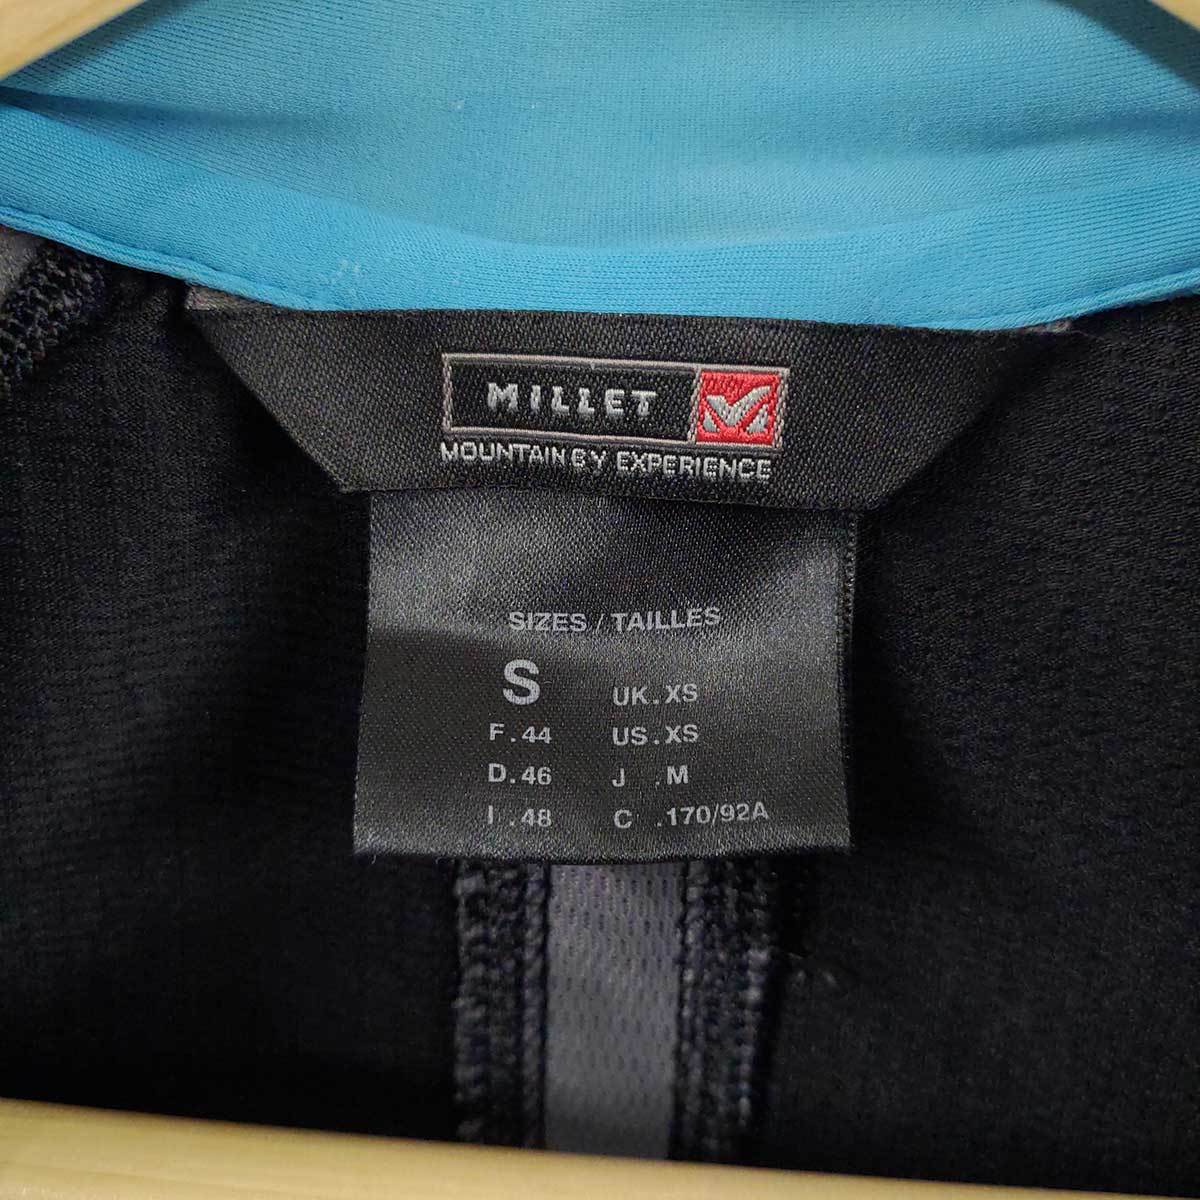 MILLET
MOUNTAIN BY EXPERIENCE
SIZES / TAILLES
S UK.XS
F.44 US.XS
D.46 J .M
I .48 C .170/92A